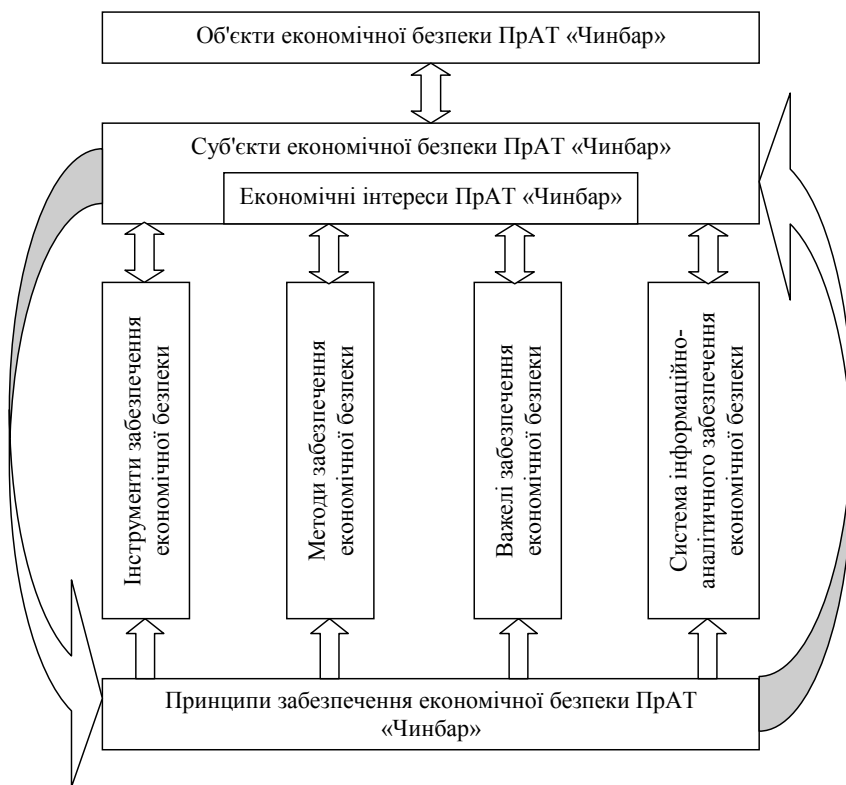 Об'єкти економічної безпеки ПрАТ «Чинбар»
Суб'єкти економічної безпеки ПрАТ «Чинбар»
Економічні інтереси ПрАТ «Чинбар»
Інструменти забезпечення
економічної безпеки
Методи забезпечення
економічної безпеки
Важелі забезпечення
економічної безпеки
Система інформаційно-
аналітичного забезпечення
економічної безпеки
Принципи забезпечення економічної безпеки ПрАТ
«Чинбар»